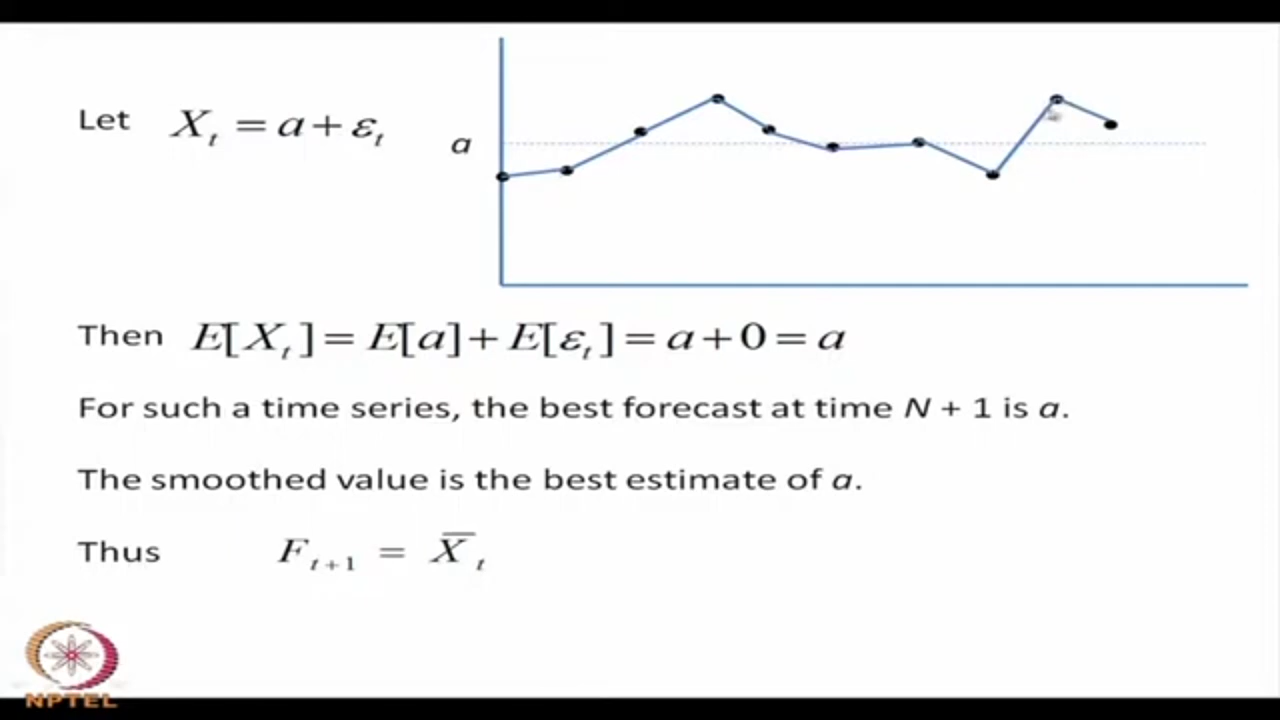 Let X_t = a + ε_t
a
Then E[X_t] = E[a] + E[ε_t] = a + 0 = a
For such a time series, the best forecast at time N + 1 is a.
The smoothed value is the best estimate of a.
Thus F_{t+1} = X̅_t
NPTEL